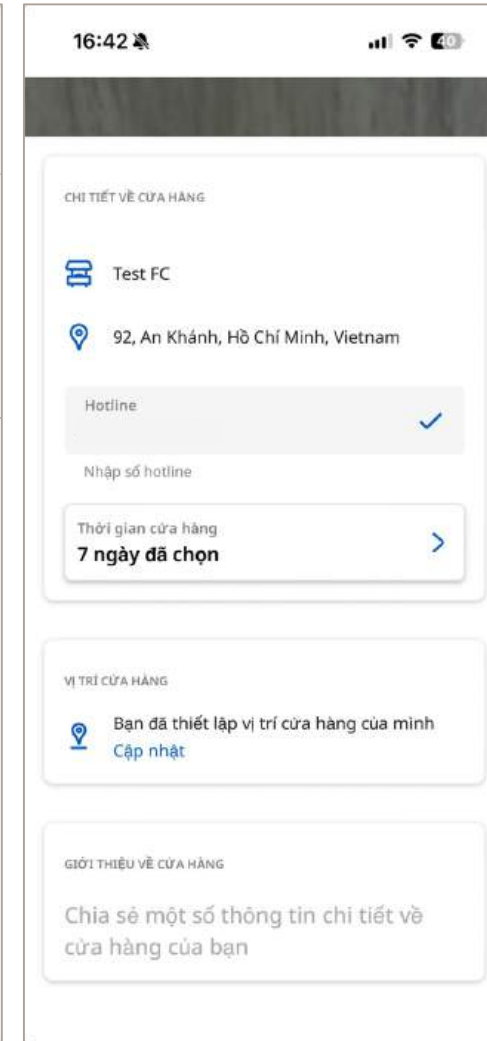 16:42
40
CHI TIẾT VỀ CỬA HÀNG
Test FC
92, An Khánh, Hồ Chí Minh, Vietnam
Hotline
Nhập số hotline
Thời gian cửa hàng
7 ngày đã chọn
VỊ TRÍ CỬA HÀNG
Bạn đã thiết lập vị trí cửa hàng của mình
Cập nhật
GIỚI THIỆU VỀ CỬA HÀNG
Chia sẻ một số thông tin chi tiết về
cửa hàng của bạn